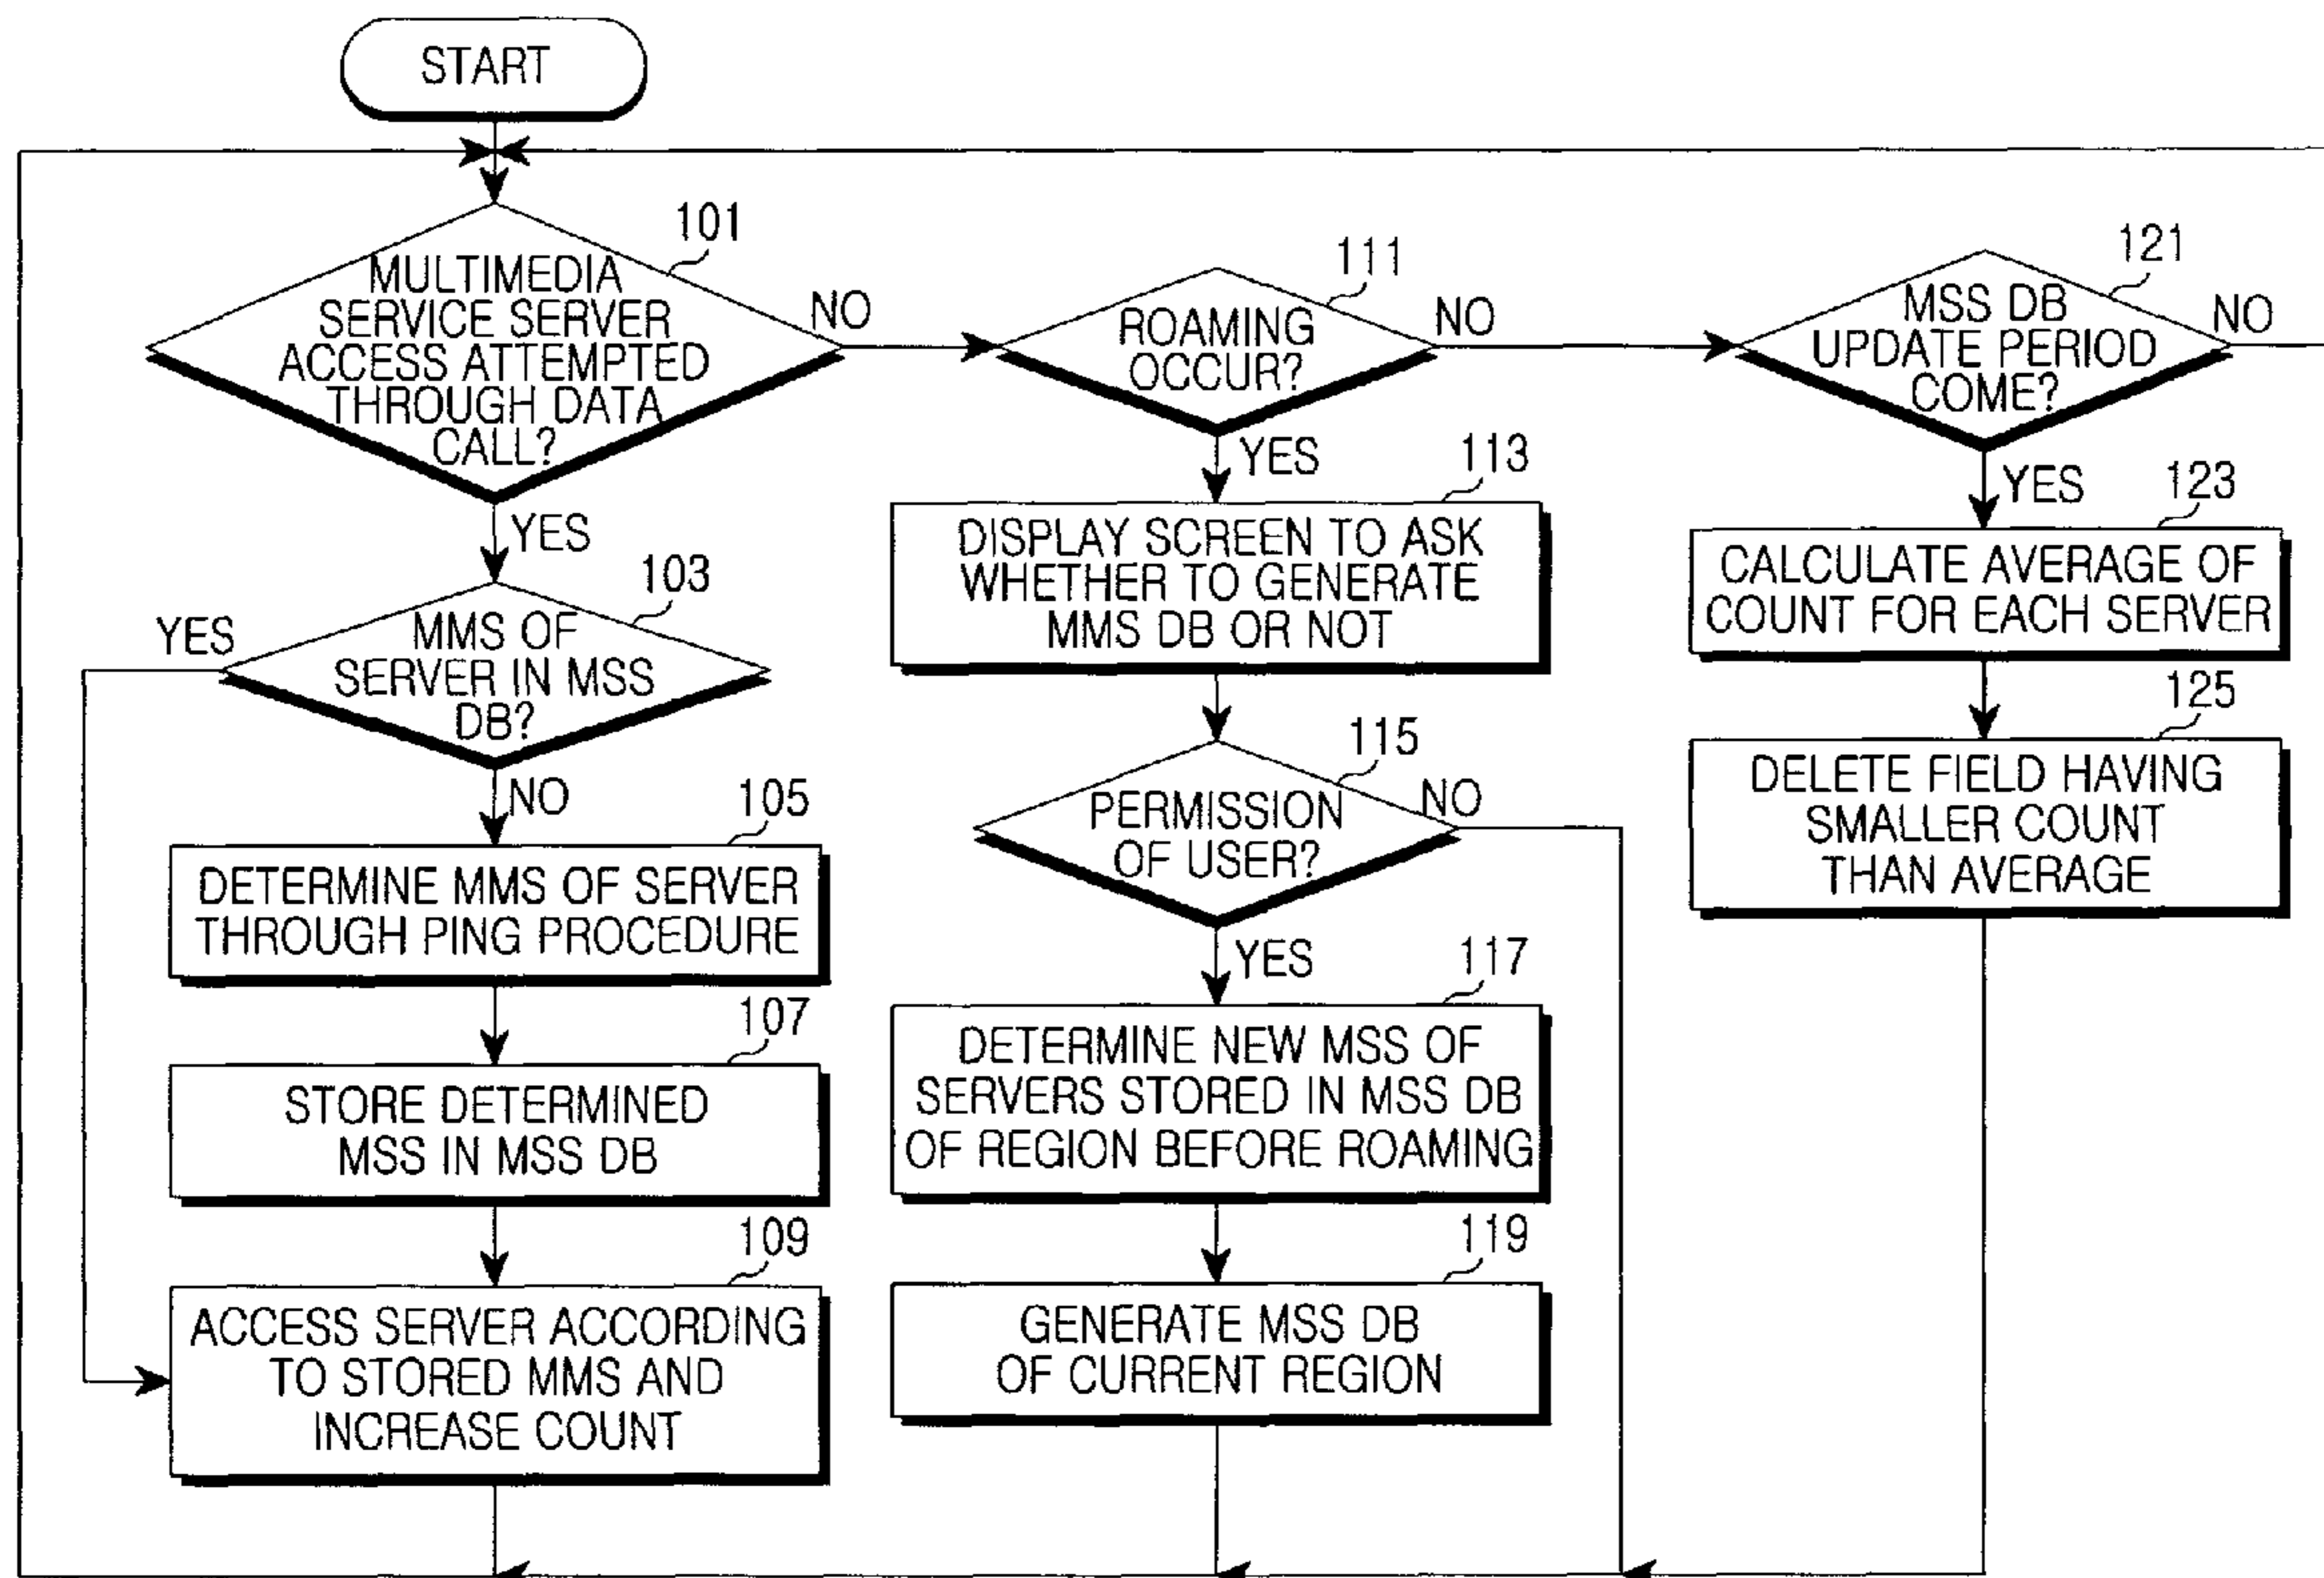 START
101
MULTIMEDIA
SERVICE SERVER
ACCESS ATTEMPTED
THROUGH DATA
CALL?
NO
YES
103
MMS OF
SERVER IN MSS
DB?
YES
NO
105
DETERMINE MMS OF SERVER
THROUGH PING PROCEDURE
107
STORE DETERMINED
MSS IN MSS DB
109
ACCESS SERVER ACCORDING
TO STORED MMS AND
INCREASE COUNT
111
ROAMING
OCCUR?
NO
YES
113
DISPLAY SCREEN TO ASK
WHETHER TO GENERATE
MMS DB OR NOT
115
PERMISSION
OF USER?
NO
YES
117
DETERMINE NEW MSS OF
SERVERS STORED IN MSS DB
OF REGION BEFORE ROAMING
119
GENERATE MSS DB
OF CURRENT REGION
121
MSS DB
UPDATE PERIOD
COME?
NO
YES
123
CALCULATE AVERAGE OF
COUNT FOR EACH SERVER
125
DELETE FIELD HAVING
SMALLER COUNT
THAN AVERAGE